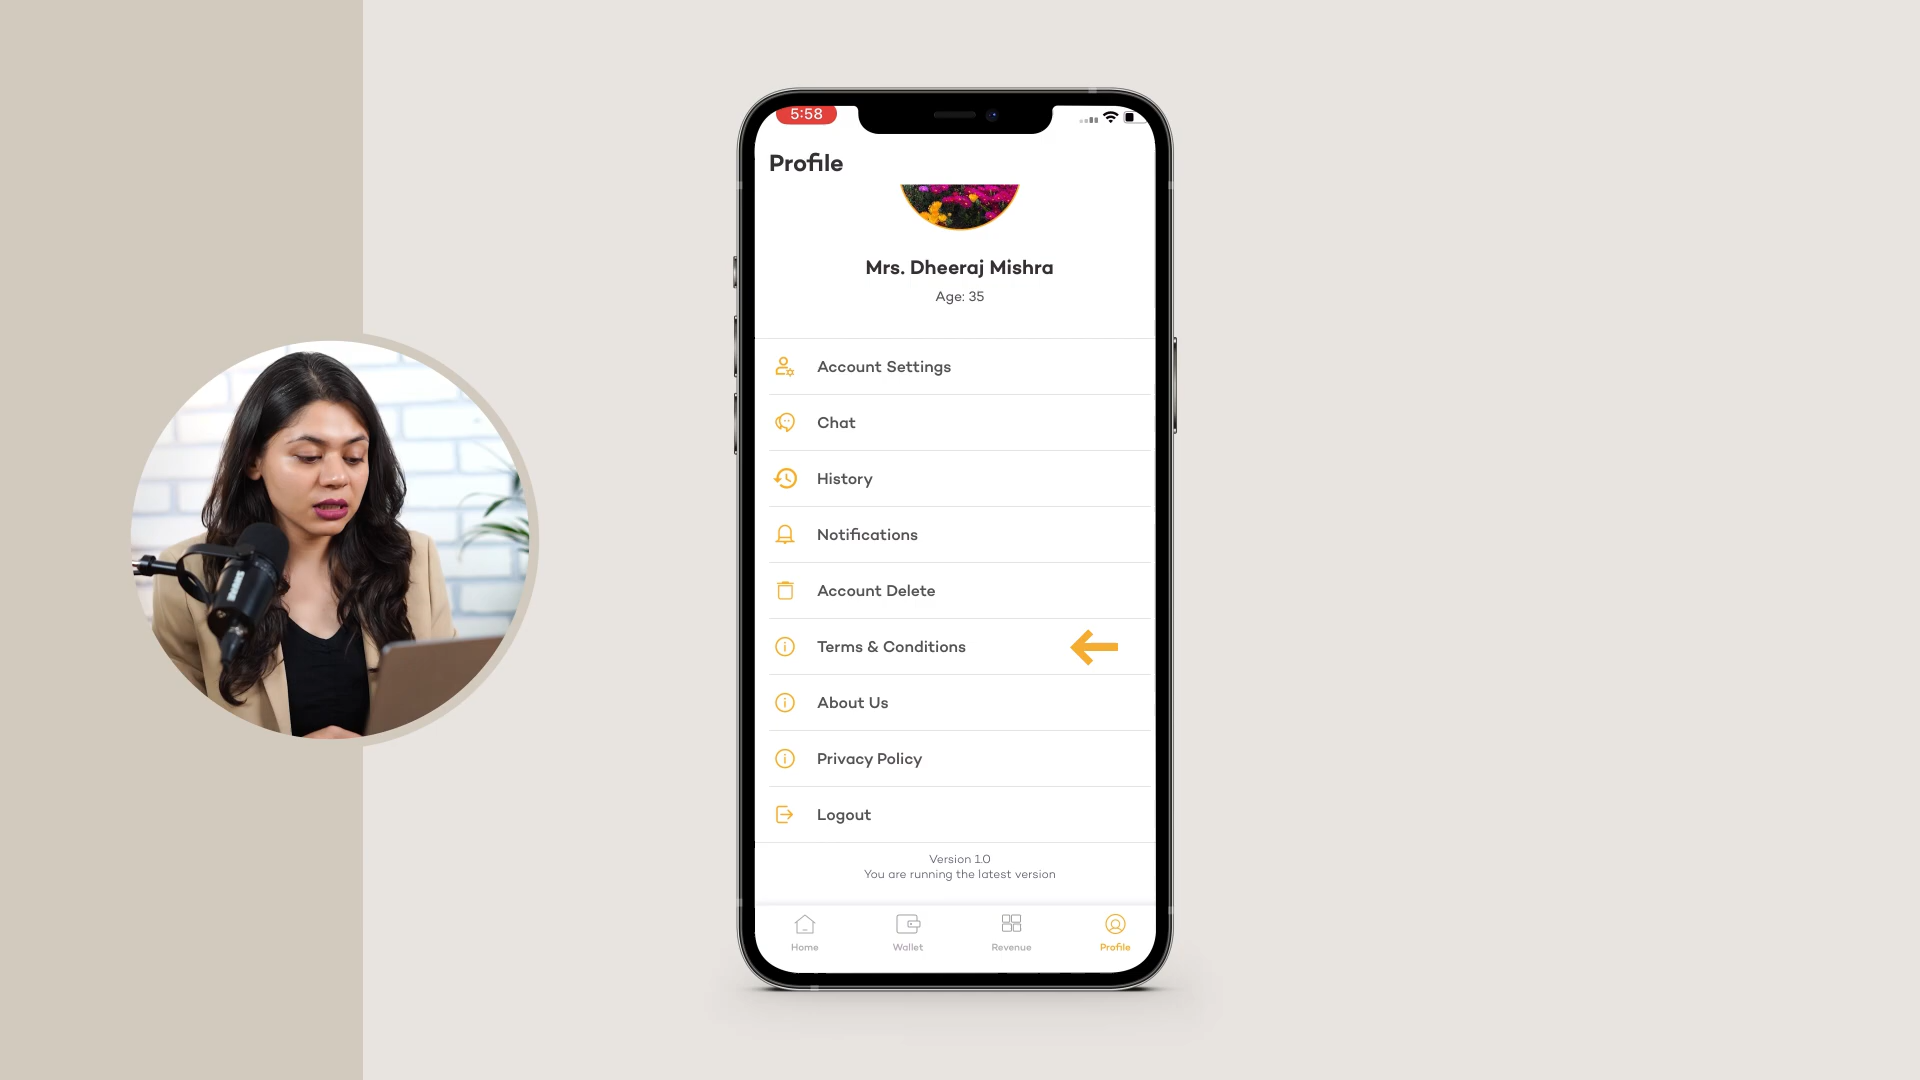 5:58
Profile
Mrs. Dheeraj Mishra
Age: 35
Account Settings
Chat
History
Notifications
Account Delete
Terms & Conditions
About Us
Privacy Policy
Logout
Version 1.0
You are running the latest version
Home
Wallet
Revenue
Profile